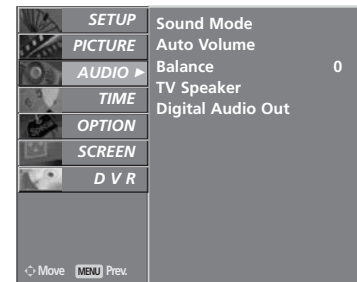 SETUP
PICTURE
AUDIO ►
TIME
OPTION
SCREEN
D V R
Move MENU Prev.
Sound Mode
Auto Volume
Balance 0
TV Speaker
Digital Audio Out